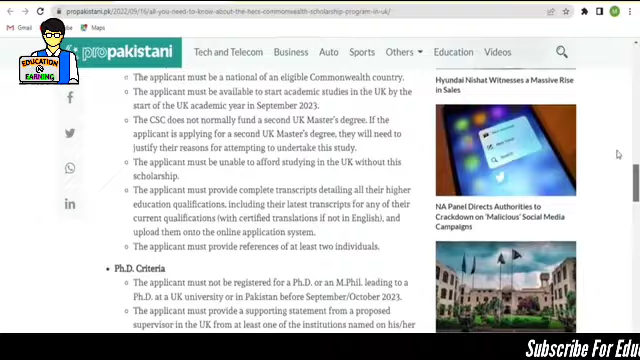 propakistani.pk/2022/09/16/all-you-need-to-know-about-the-hecs-commonwealth-scholarship-program-in-uk/
M
Gmail
YouTube
Maps
EDUCATION
&
EARNING
propakistani
Tech and Telecom
Business
Auto
Sports
Others
Education
Videos
The applicant must be a national of an eligible Commonwealth country.
The applicant must be available to start academic studies in the UK by the
start of the UK academic year in September 2023.
The CSC does not normally fund a second UK Master's degree. If the
applicant is applying for a second UK Master's degree, they will need to
justify their reasons for attempting to undertake this study.
The applicant must be unable to afford studying in the UK without this
scholarship.
The applicant must provide complete transcripts detailing all their higher
education qualifications, including their latest transcripts for any of their
current qualifications (with certified translations if not in English), and
upload them onto the online application system.
The applicant must provide references of at least two individuals.
Ph.D. Criteria
The applicant must not be registered for a Ph.D. or an M.Phil. leading to a
Ph.D. at a UK university or in Pakistan before September/October 2023.
The applicant must provide a supporting statement from a proposed
supervisor in the UK from at least one of the institutions named on his/her
Hyundai Nishat Witnesses a Massive Rise
in Sales
NA Panel Directs Authorities to
Crackdown on 'Malicious' Social Media
Campaigns
Subscribe For Edu